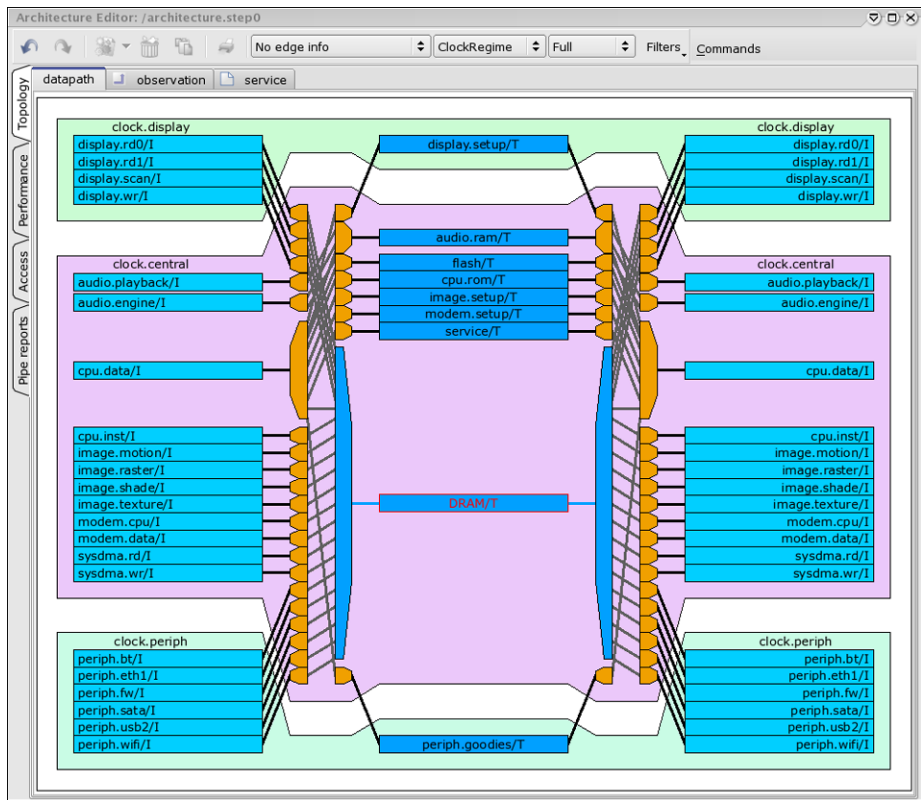 Architecture Editor: /architecture.step0
No edge info
ClockRegime
Full
Filters
Commands
Topology
Performance
Access
Pipe reports
datapath
observation
service
clock.display
display.rd0/I
display.rd1/I
display.scan/I
display.wr/I
clock.central
audio.playback/I
audio.engine/I
cpu.data/I
cpu.inst/I
image.motion/I
image.raster/I
image.shade/I
image.texture/I
modem.cpu/I
modem.data/I
sysdma.rd/I
sysdma.wr/I
clock.periph
periph.bt/I
periph.eth1/I
periph.fw/I
periph.sata/I
periph.usb2/I
periph.wifi/I
display.setup/T
audio.ram/T
flash/T
cpu.rom/T
image.setup/T
modem.setup/T
service/T
DRAM/T
periph.goodies/T
clock.display
display.rd0/I
display.rd1/I
display.scan/I
display.wr/I
clock.central
audio.playback/I
audio.engine/I
cpu.data/I
cpu.inst/I
image.motion/I
image.raster/I
image.shade/I
image.texture/I
modem.cpu/I
modem.data/I
sysdma.rd/I
sysdma.wr/I
clock.periph
periph.bt/I
periph.eth1/I
periph.fw/I
periph.sata/I
periph.usb2/I
periph.wifi/I